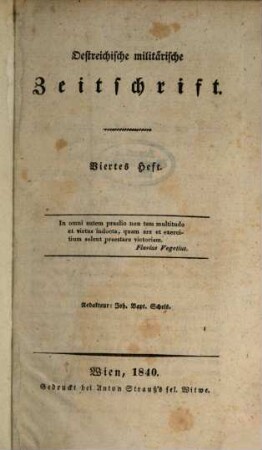 Oestreichische militärische
Zeitschrift.
Viertes Heft.
In omni autem praelio non tam multitudo
et virtus indocta, quam ars et exerci-
tium solent praestare victoriam.
Flavius Vegetius.
Redakteur: Joh. Bapt. Schels.
Wien, 1840.
Gedruckt bei Anton Strauß's sel. Witwe.